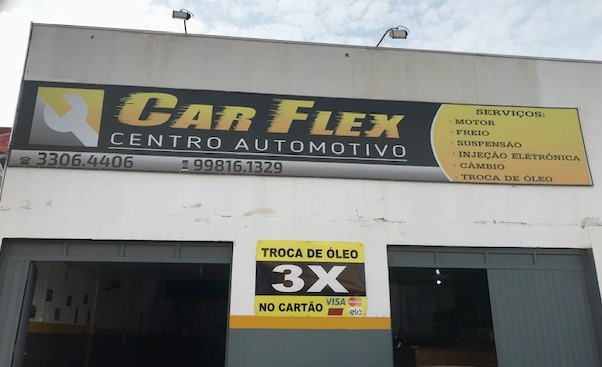 CAR FLEX
CENTRO AUTOMOTIVO
3306.4406 99816.1329
SERVIÇOS:
MOTOR
FREIO
SUSPENSÃO
INJEÇÃO ELETRÔNICA
CÂMBIO
TROCA DE ÓLEO
TROCA DE ÓLEO
3X
NO CARTÃO
VISA
elo